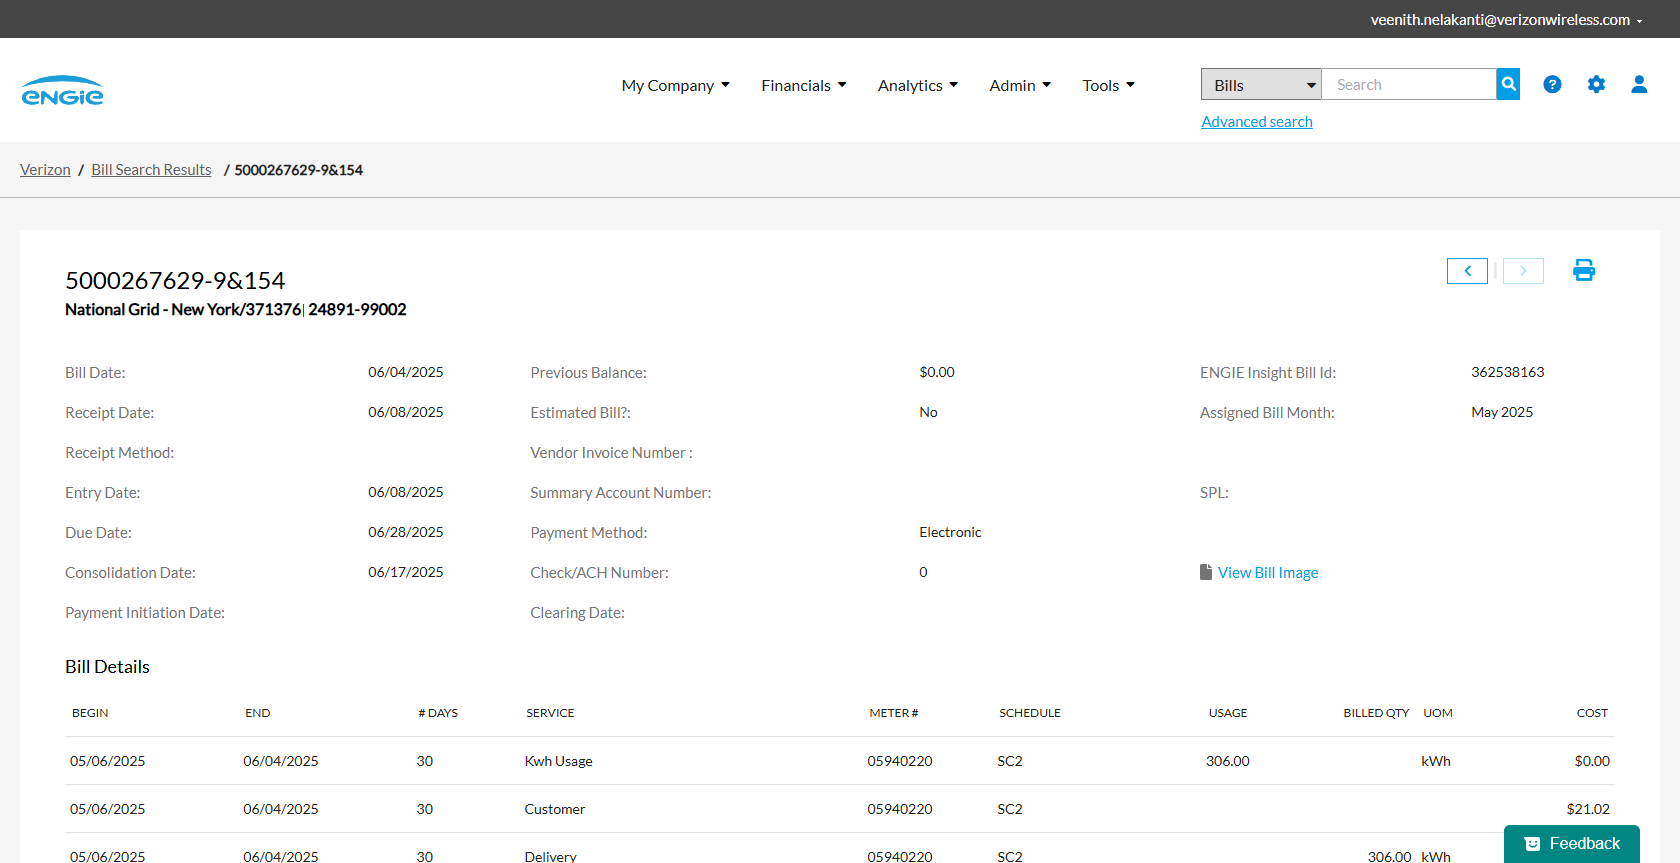 veenith.nelakanti@verizonwireless.com
ENGIE
My Company Financials Analytics Admin Tools
Bills Search
Advanced search
Verizon / Bill Search Results / 5000267629-9&154
5000267629-9&154
National Grid - New York/371376| 24891-99002
Bill Date: 06/04/2025 Previous Balance: $0.00 ENGIE Insight Bill Id: 362538163
Receipt Date: 06/08/2025 Estimated Bill?: No Assigned Bill Month: May 2025
Receipt Method: Vendor Invoice Number :
Entry Date: 06/08/2025 Summary Account Number: SPL:
Due Date: 06/28/2025 Payment Method: Electronic
Consolidation Date: 06/17/2025 Check/ACH Number: 0 View Bill Image
Payment Initiation Date: Clearing Date:
Bill Details
BEGIN END # DAYS SERVICE METER # SCHEDULE USAGE BILLED QTY UOM COST
05/06/2025 06/04/2025 30 Kwh Usage 05940220 SC2 306.00 kWh $0.00
05/06/2025 06/04/2025 30 Customer 05940220 SC2 $21.02
05/06/2025 06/04/2025 30 Delivery 05940220 SC2 306.00 kWh
Feedback